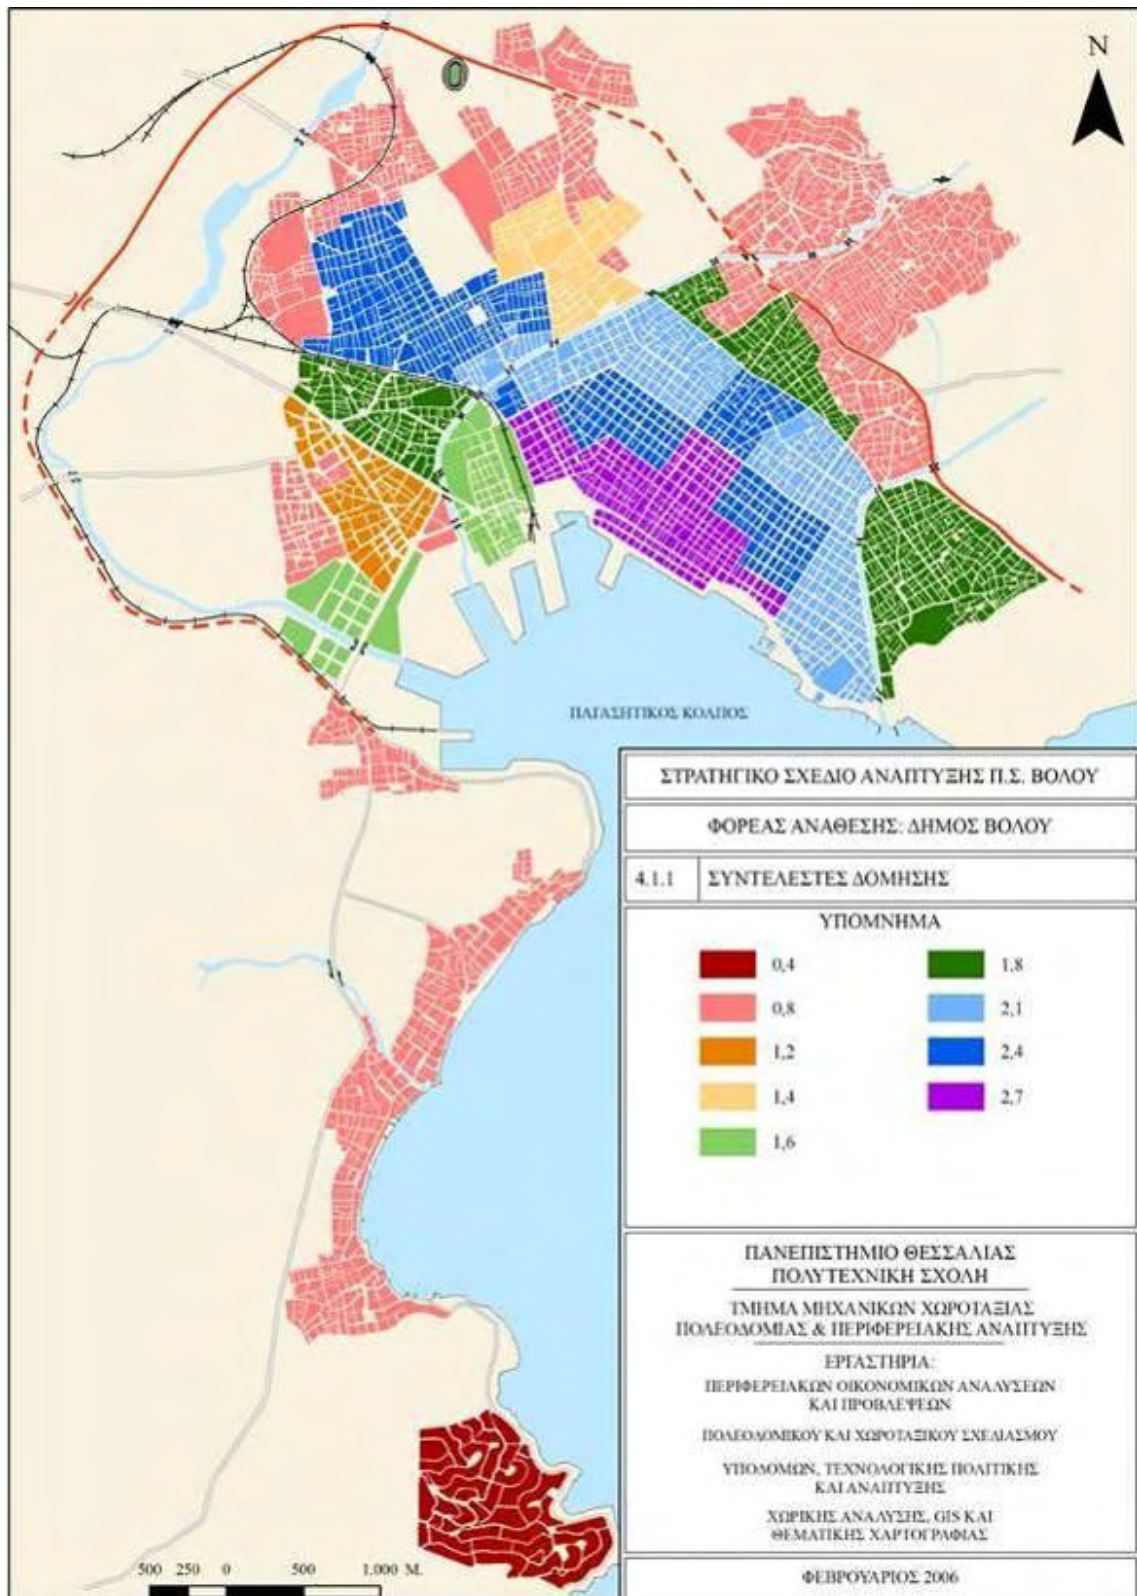 N
ΠΑΓΑΣΗΤΙΚΟΣ ΚΟΛΠΟΣ
ΣΤΡΑΤΗΓΙΚΟ ΣΧΕΔΙΟ ΑΝΑΠΤΥΞΗΣ Π.Σ. ΒΟΛΟΥ
ΦΟΡΕΑΣ ΑΝΑΘΕΣΗΣ: ΔΗΜΟΣ ΒΟΛΟΥ
4.1.1 ΣΥΝΤΕΛΕΣΤΕΣ ΔΟΜΗΣΗΣ
ΥΠΟΜΝΗΜΑ
0,4 1,8
0,8 2,1
1,2 2,4
1,4 2,7
1,6
ΠΑΝΕΠΙΣΤΗΜΙΟ ΘΕΣΣΑΛΙΑΣ
ΠΟΛΥΤΕΧΝΙΚΗ ΣΧΟΛΗ
ΤΜΗΜΑ ΜΗΧΑΝΙΚΩΝ ΧΩΡΟΤΑΞΙΑΣ
ΠΟΛΕΟΔΟΜΙΑΣ & ΠΕΡΙΦΕΡΕΙΑΚΗΣ ΑΝΑΠΤΥΞΗΣ
ΕΡΓΑΣΤΗΡΙΑ:
ΠΕΡΙΦΕΡΕΙΑΚΩΝ ΟΙΚΟΝΟΜΙΚΩΝ ΑΝΑΛΥΣΕΩΝ
ΚΑΙ ΠΡΟΒΛΕΨΕΩΝ
ΠΟΛΕΟΔΟΜΙΚΟΥ ΚΑΙ ΧΩΡΟΤΑΞΙΚΟΥ ΣΧΕΔΙΑΣΜΟΥ
ΥΠΟΔΟΜΩΝ, ΤΕΧΝΟΛΟΓΙΚΗΣ ΠΟΛΙΤΙΚΗΣ
ΚΑΙ ΑΝΑΠΤΥΞΗΣ
ΧΩΡΙΚΗΣ ΑΝΑΛΥΣΗΣ, GIS ΚΑΙ
ΘΕΜΑΤΙΚΗΣ ΧΑΡΤΟΓΡΑΦΙΑΣ
500 250 0 500 1.000 Μ.
ΦΕΒΡΟΥΑΡΙΟΣ 2006